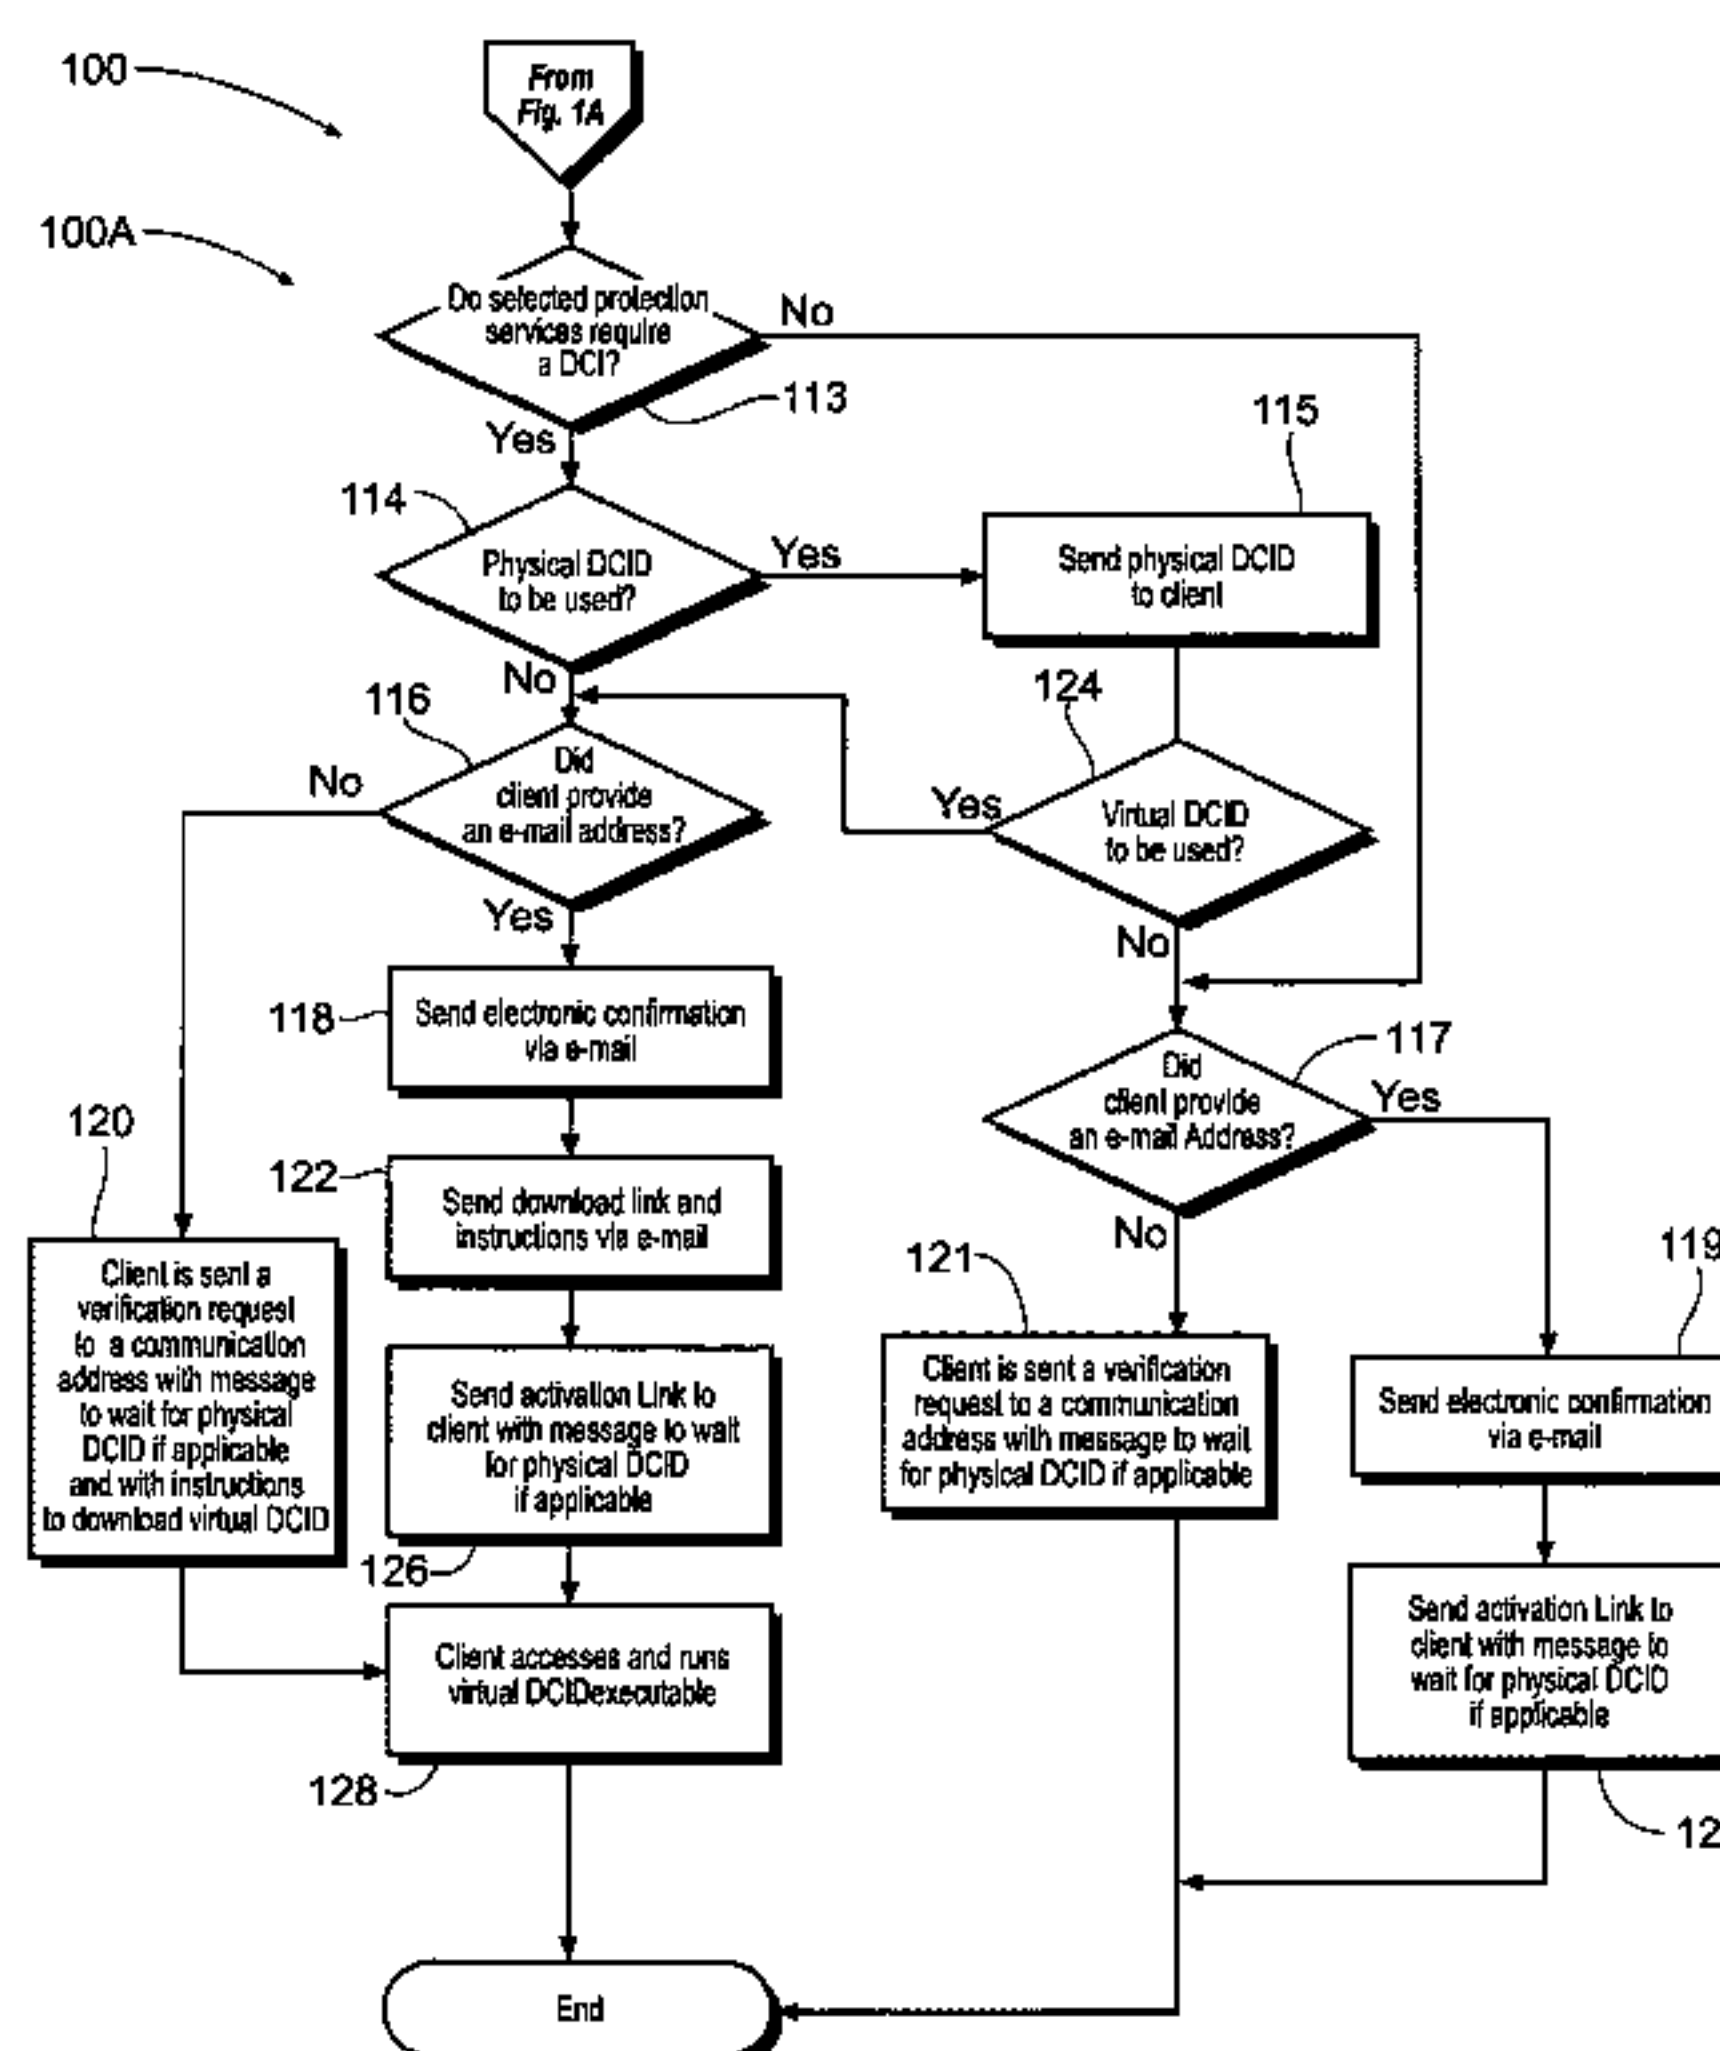 100
From
Fig. 1A
100A
Do selected protection
services require
a DCI?
No
113
Yes
115
114
Physical DCID
to be used?
Yes
Send physical DCID
to client
No
116
124
Did
client provide
an e-mail address?
No
Yes
Virtual DCID
to be used?
Yes
No
118
Send electronic confirmation
via e-mail
117
Did
client provide
an e-mail Address?
Yes
120
122
Send download link and
instructions via e-mail
No
121
119
Client is sent a
verification request
to a communication
address with message
to wait for physical
DCID if applicable
and with instructions
to download virtual DCID
Send activation Link to
client with message to wait
for physical DCID
if applicable
Client is sent a verification
request to a communication
address with message to wait
for physical DCID if applicable
Send electronic confirmation
via e-mail
126
Client accesses and runs
virtual DCIDexecutable
Send activation Link to
client with message to
wait for physical DCID
if applicable
128
12
End